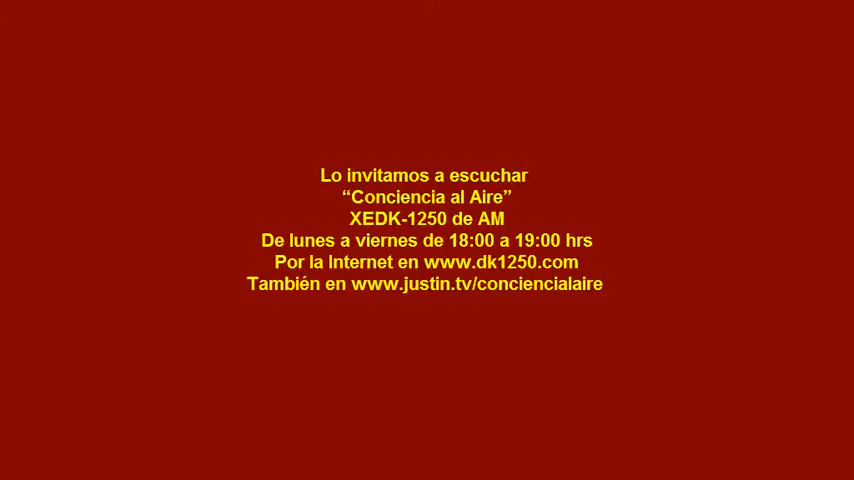 Lo invitamos a escuchar
“Conciencia al Aire”
XEDK-1250 de AM
De lunes a viernes de 18:00 a 19:00 hrs
Por la Internet en www.dk1250.com
También en www.justin.tv/conciencialaire